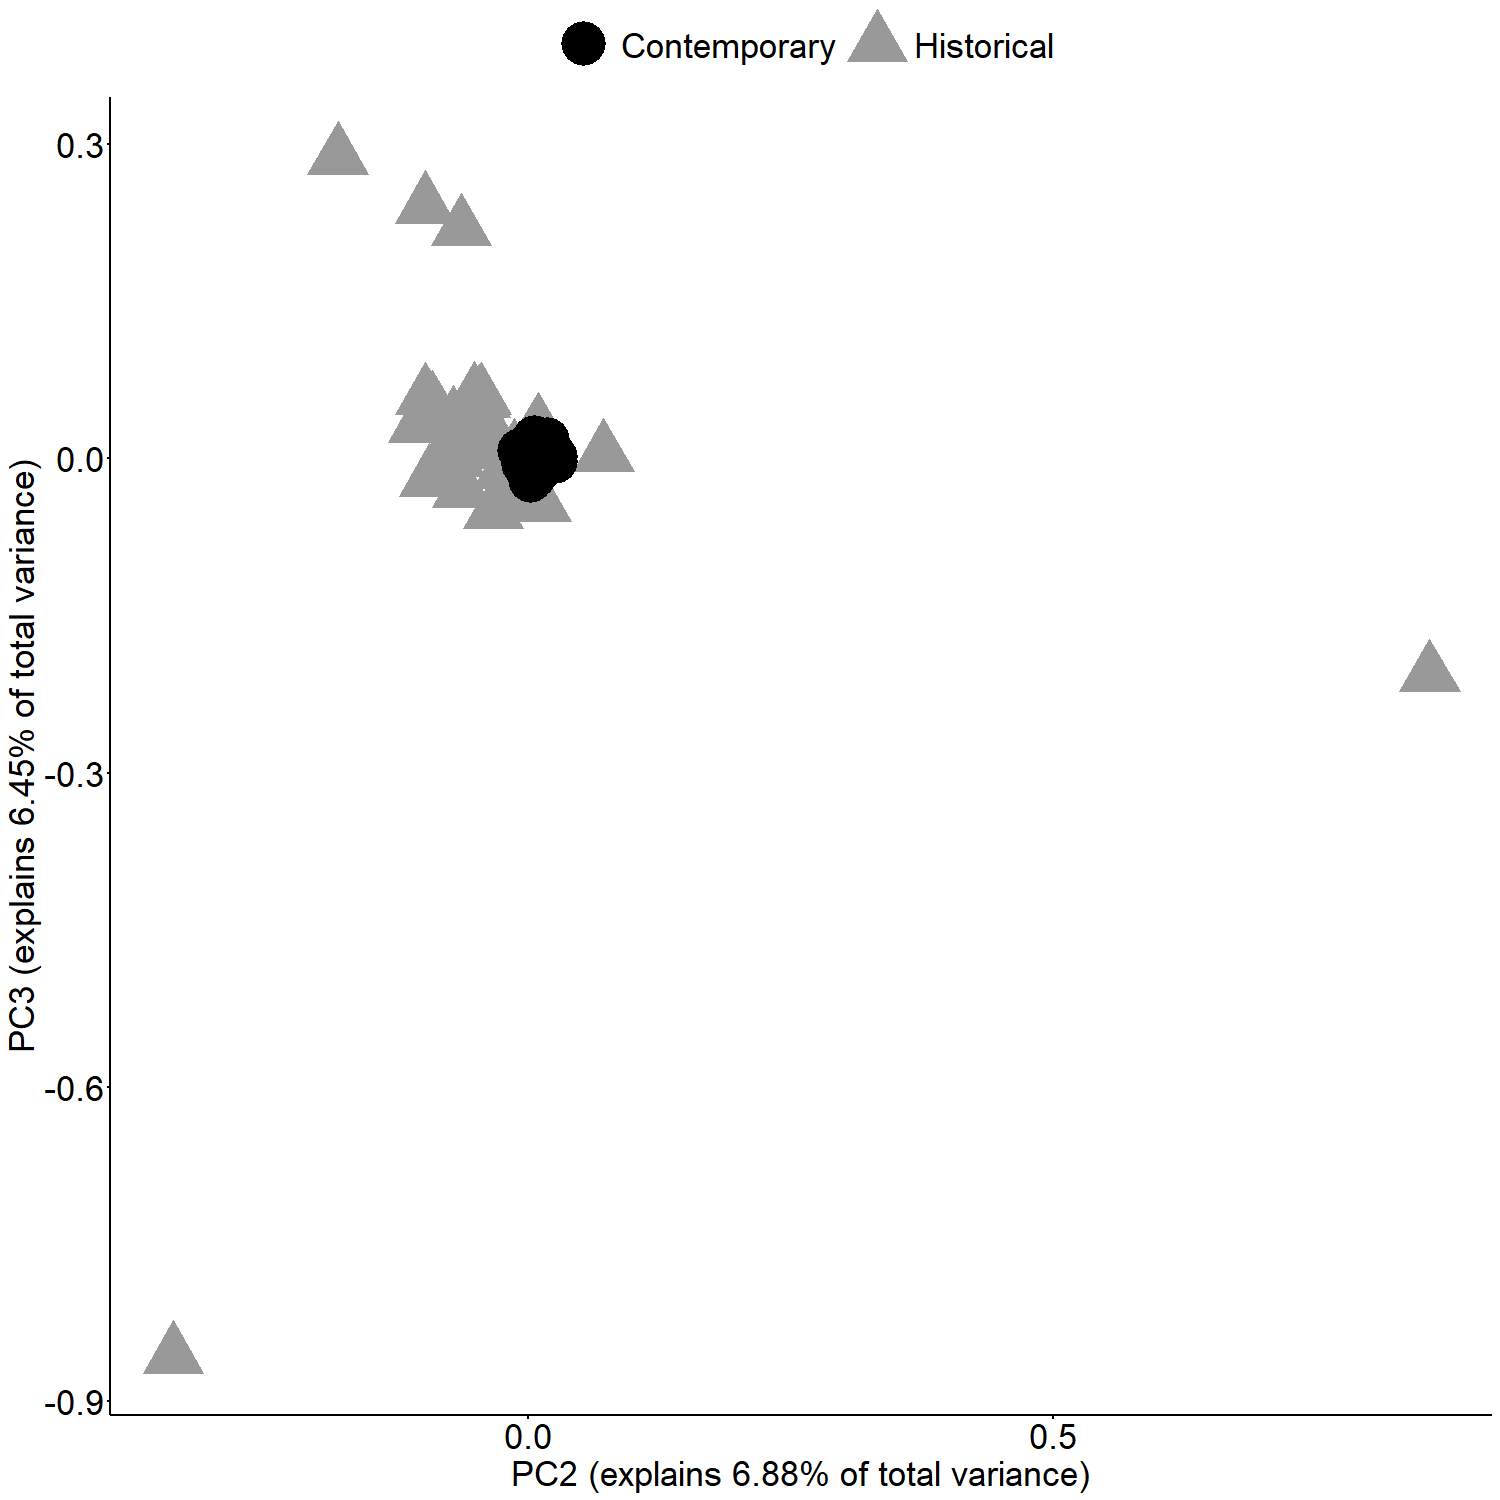 Contemporary Historical
0.3
0.0
-0.3
-0.6
-0.9
PC3 (explains 6.45% of total variance)
0.0 0.5
PC2 (explains 6.88% of total variance)